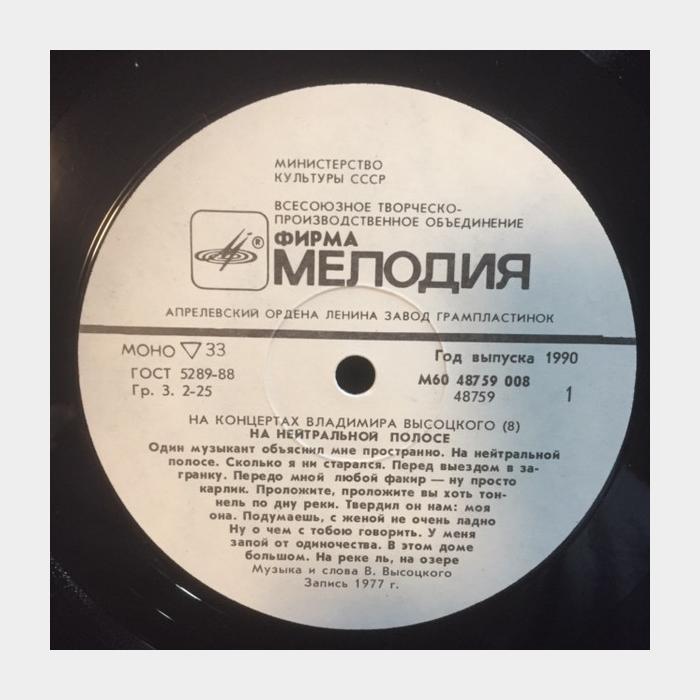 МИНИСТЕРСТВО
КУЛЬТУРЫ СССР
ВСЕСОЮЗНОЕ ТВОРЧЕСКО-
ПРОИЗВОДСТВЕННОЕ ОБЪЕДИНЕНИЕ
® ФИРМА
МЕЛОДИЯ
АПРЕЛЕВСКИЙ ОРДЕНА ЛЕНИНА ЗАВОД ГРАМПЛАСТИНОК
МОНО ▽ 33
Год выпуска 1990
ГОСТ 5289-88
М60 48759 008
Гр. 3. 2-25
48759
1
НА КОНЦЕРТАХ ВЛАДИМИРА ВЫСОЦКОГО (8)
НА НЕЙТРАЛЬНОЙ ПОЛОСЕ
Один музыкант объяснил мне пространно. На нейтральной
полосе. Сколько я ни старался. Перед выездом в за-
гранку. Передо мной любой факир — ну просто
карлик. Проложите, проложите вы хоть тон-
нель по дну реки. Твердил он нам: моя
она. Подумаешь, с женой не очень ладно
Ну о чем с тобою говорить. У меня
запой от одиночества. В этом доме
большом. На реке ль, на озере
Музыка и слова В. Высоцкого
Запись 1977 г.